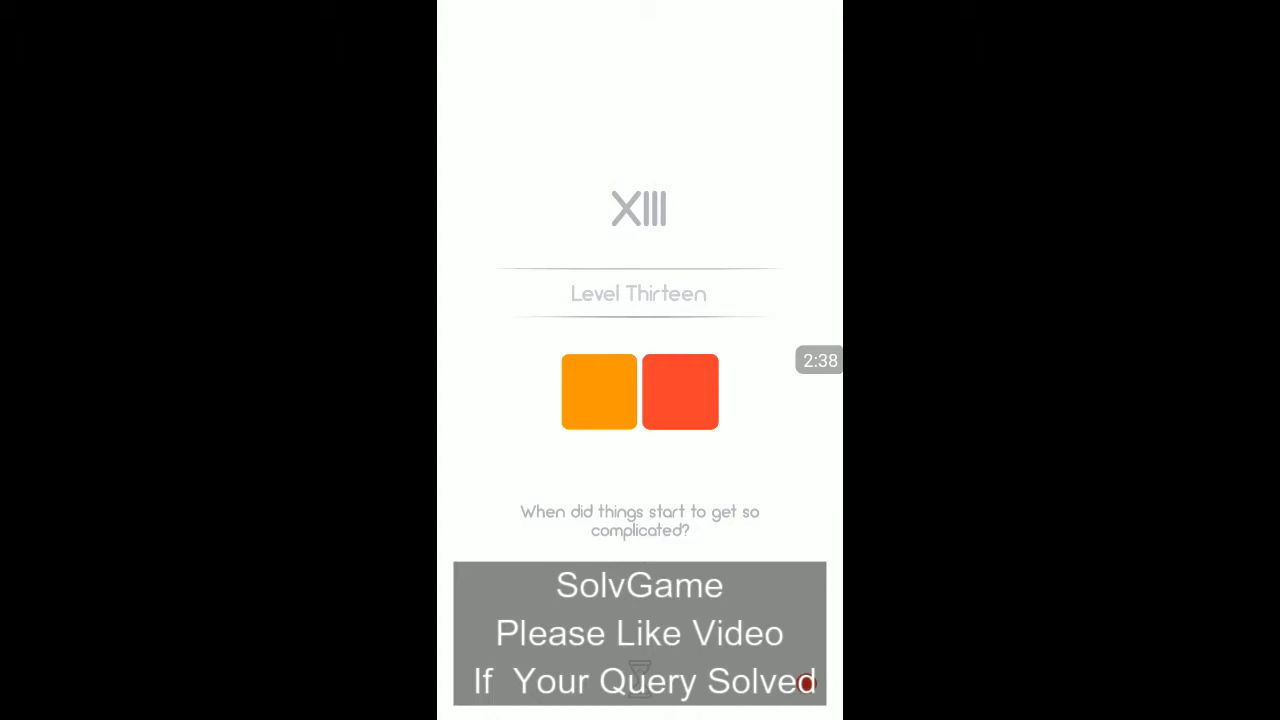 XIII
Level Thirteen
2:38
When did things start to get so
complicated?
SolvGame
Please Like Video
If Your Query Solved